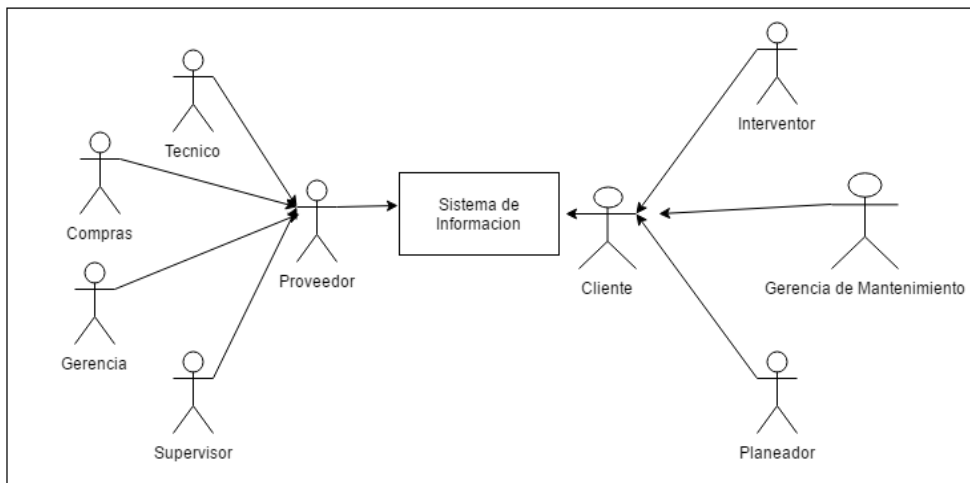 Interventor
Tecnico
Sistema de
Informacion
Compras
Proveedor
Cliente
Gerencia de Mantenimiento
Gerencia
Supervisor
Planeador